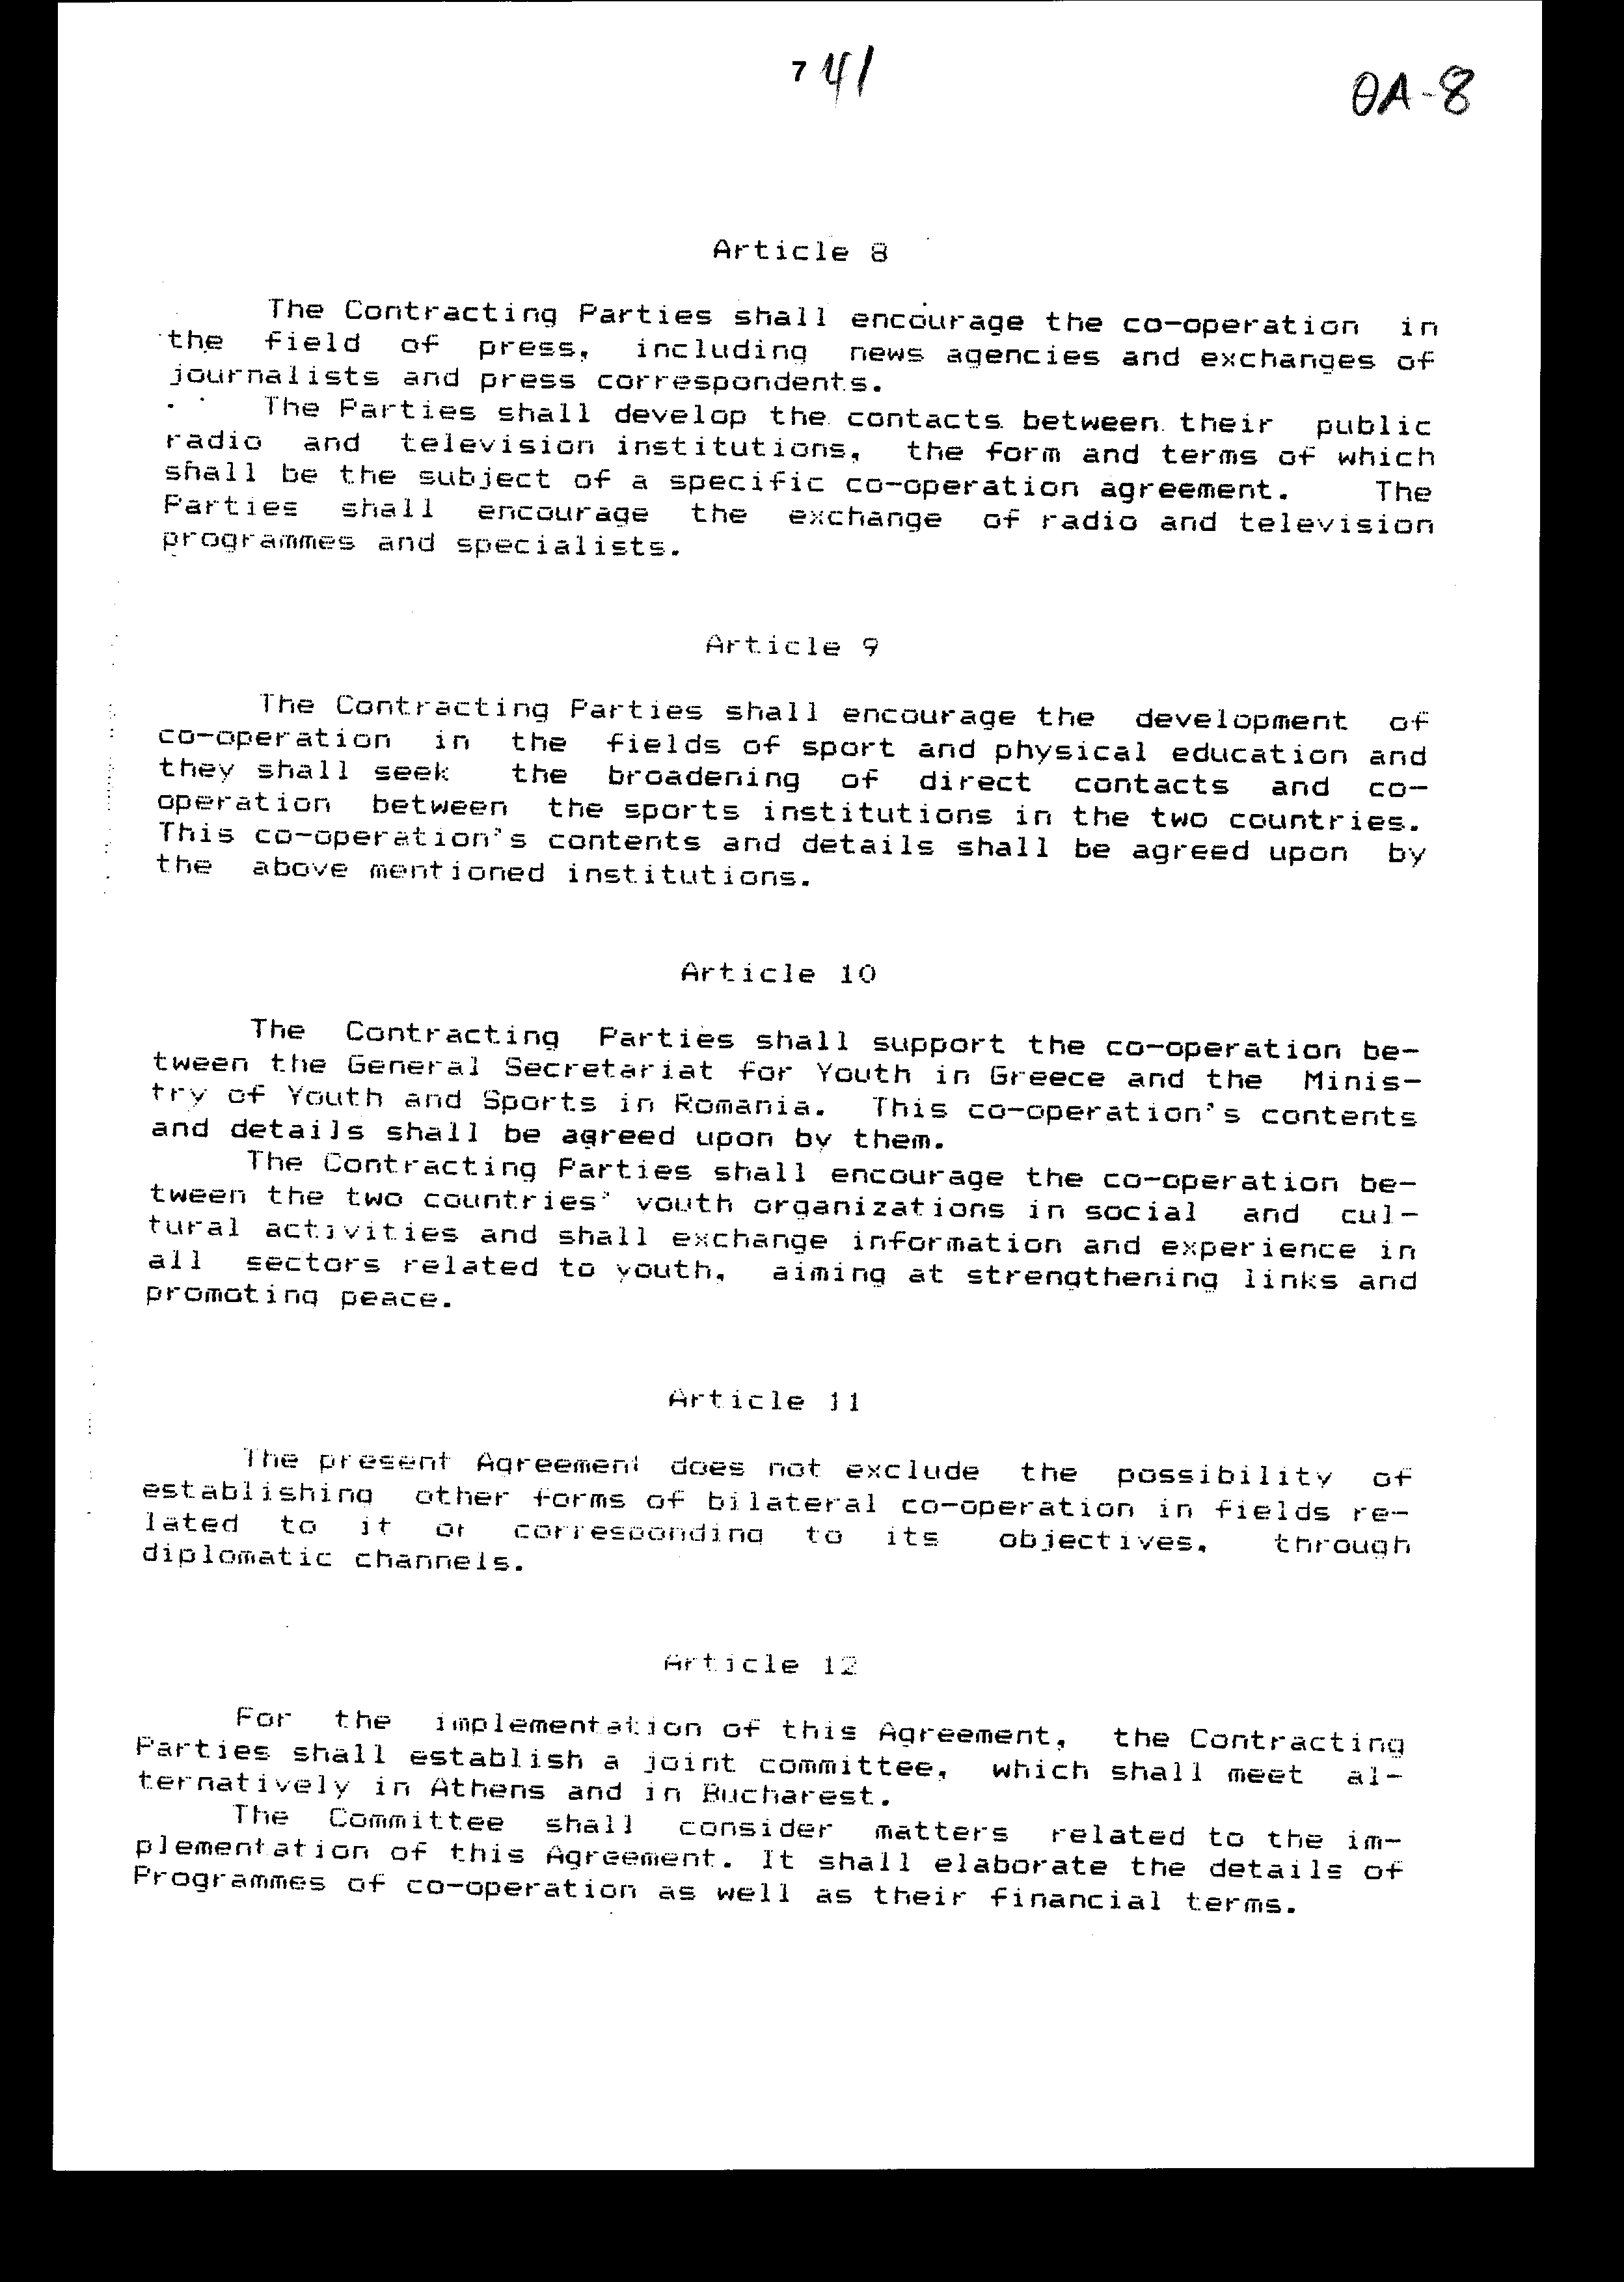 7 41
ΘA-8
Article 8
The Contracting Parties shall encourage the co-operation in
the field of press, including news agencies and exchanges of
journalists and press correspondents.
The Parties shall develop the contacts between their public
radio and television institutions, the form and terms of which
shall be the subject of a specific co-operation agreement. The
Parties shall encourage the exchange of radio and television
programmes and specialists.
Article 9
The Contracting Parties shall encourage the development of
co-operation in the fields of sport and physical education and
they shall seek the broadening of direct contacts and co-
operation between the sports institutions in the two countries.
This co-operation's contents and details shall be agreed upon by
the above mentioned institutions.
Article 10
The Contracting Parties shall support the co-operation be-
tween the General Secretariat for Youth in Greece and the Minis-
try of Youth and Sports in Romania. This co-operation's contents
and details shall be agreed upon by them.
The Contracting Parties shall encourage the co-operation be-
tween the two countries' youth organizations in social and cul-
tural activities and shall exchange information and experience in
all sectors related to youth, aiming at strengthening links and
promoting peace.
Article 11
The present Agreement does not exclude the possibility of
establishing other forms of bilateral co-operation in fields re-
lated to it or corresponding to its objectives, through
diplomatic channels.
Article 12
For the implementation of this Agreement, the Contracting
Parties shall establish a joint committee, which shall meet al-
ternatively in Athens and in Bucharest.
The Committee shall consider matters related to the im-
plementation of this Agreement. It shall elaborate the details of
Programmes of co-operation as well as their financial terms.